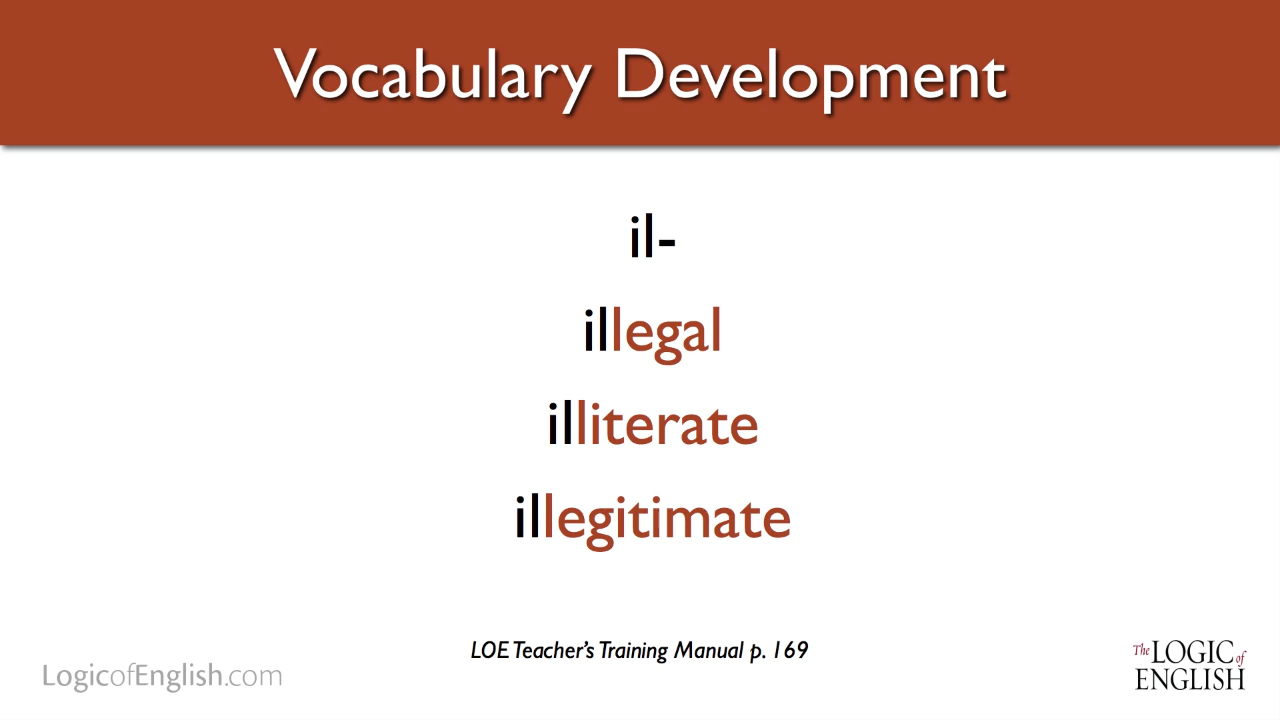 Vocabulary Development
il-
illegal
illiterate
illegitimate
LOE Teacher's Training Manual p. 169
LogicofEnglish.com
The LOGIC of
ENGLISH